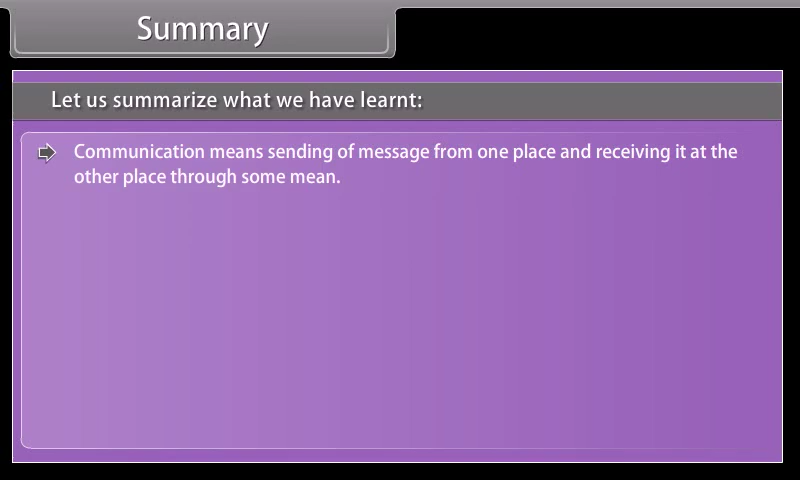 Summary
Let us summarize what we have learnt:
Communication means sending of message from one place and receiving it at the
other place through some mean.